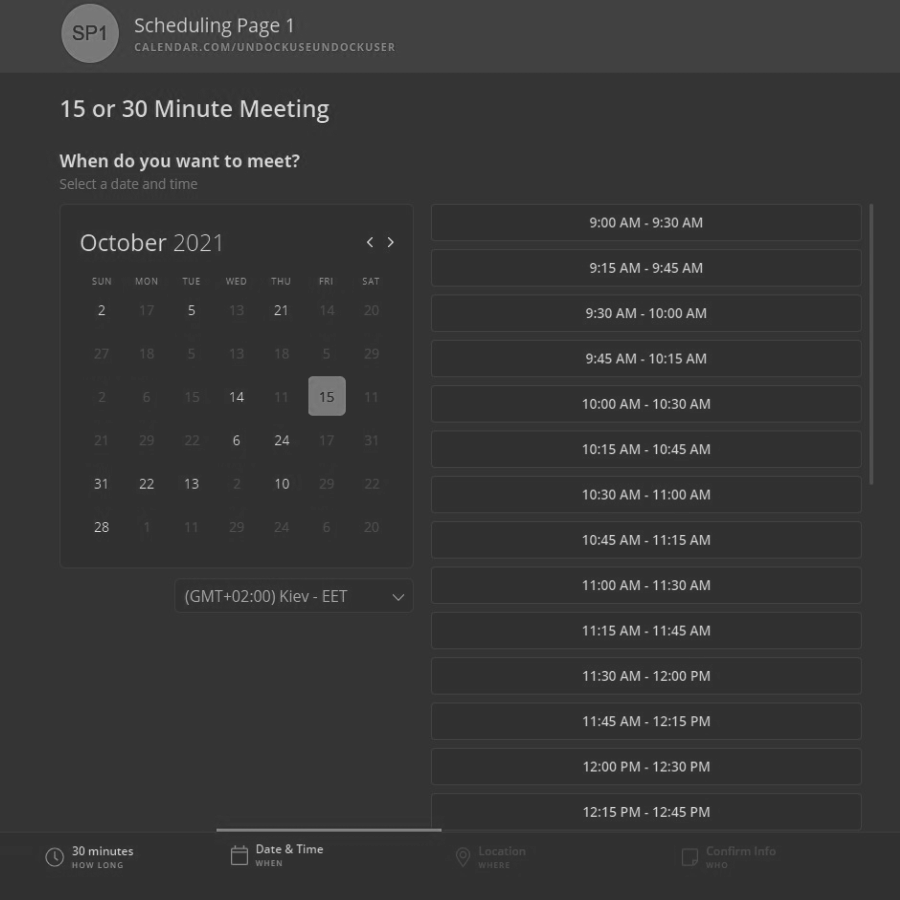 SP1
Scheduling Page 1
CALENDAR.COM/UNDOCKUSEUNDOCKUSER
15 or 30 Minute Meeting
When do you want to meet?
Select a date and time
October 2021
SUN MON TUE WED THU FRI SAT
2 17 5 13 21 14 20
27 18 5 13 18 5 29
2 6 15 14 11 15 11
21 29 22 6 24 17 31
31 22 13 2 10 29 22
28 1 11 29 24 6 20
(GMT+02:00) Kiev - EET
9:00 AM - 9:30 AM
9:15 AM - 9:45 AM
9:30 AM - 10:00 AM
9:45 AM - 10:15 AM
10:00 AM - 10:30 AM
10:15 AM - 10:45 AM
10:30 AM - 11:00 AM
10:45 AM - 11:15 AM
11:00 AM - 11:30 AM
11:15 AM - 11:45 AM
11:30 AM - 12:00 PM
11:45 AM - 12:15 PM
12:00 PM - 12:30 PM
12:15 PM - 12:45 PM
30 minutes
HOW LONG
Date & Time
WHEN
Location
WHERE
Confirm Info
WHO